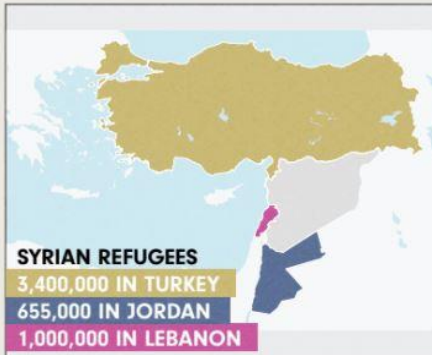 SYRIAN REFUGEES
3,400,000 IN TURKEY
655,000 IN JORDAN
1,000,000 IN LEBANON